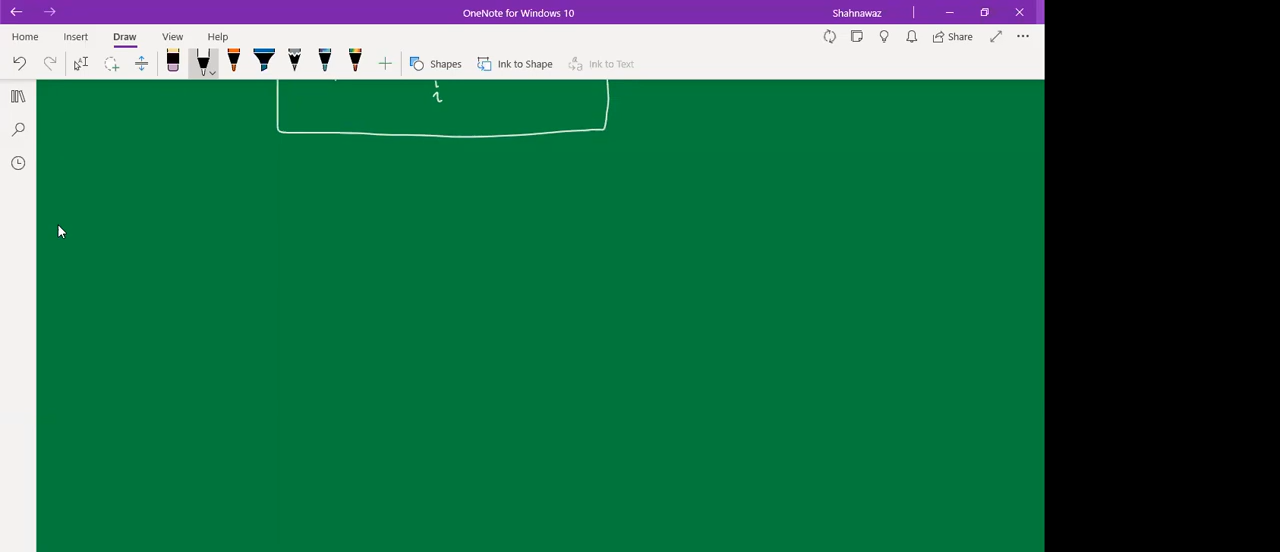 OneNote for Windows 10
Shahnawaz
Home Insert Draw View Help
Share
Shapes Ink to Shape Ink to Text
i